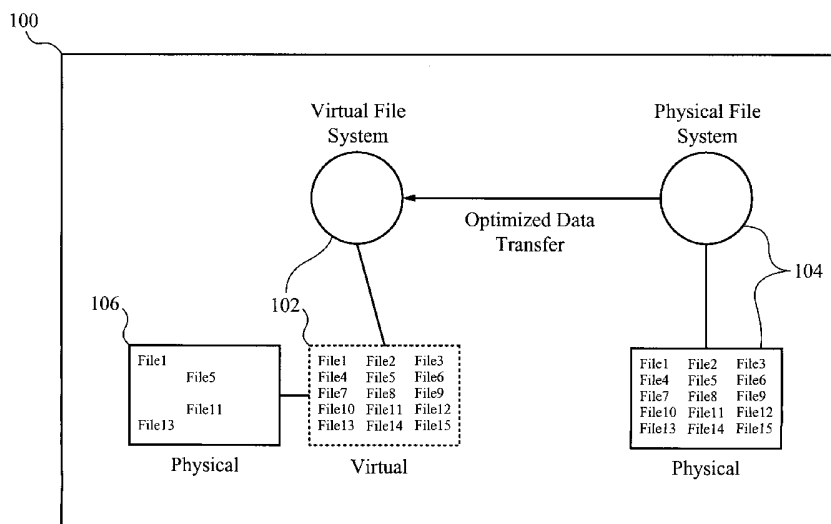 100
Virtual File
System
Physical File
System
Optimized Data
Transfer
102
104
106
File1
File5
File11
File13
Physical
File1 File2 File3
File4 File5 File6
File7 File8 File9
File10 File11 File12
File13 File14 File15
Virtual
File1 File2 File3
File4 File5 File6
File7 File8 File9
File10 File11 File12
File13 File14 File15
Physical